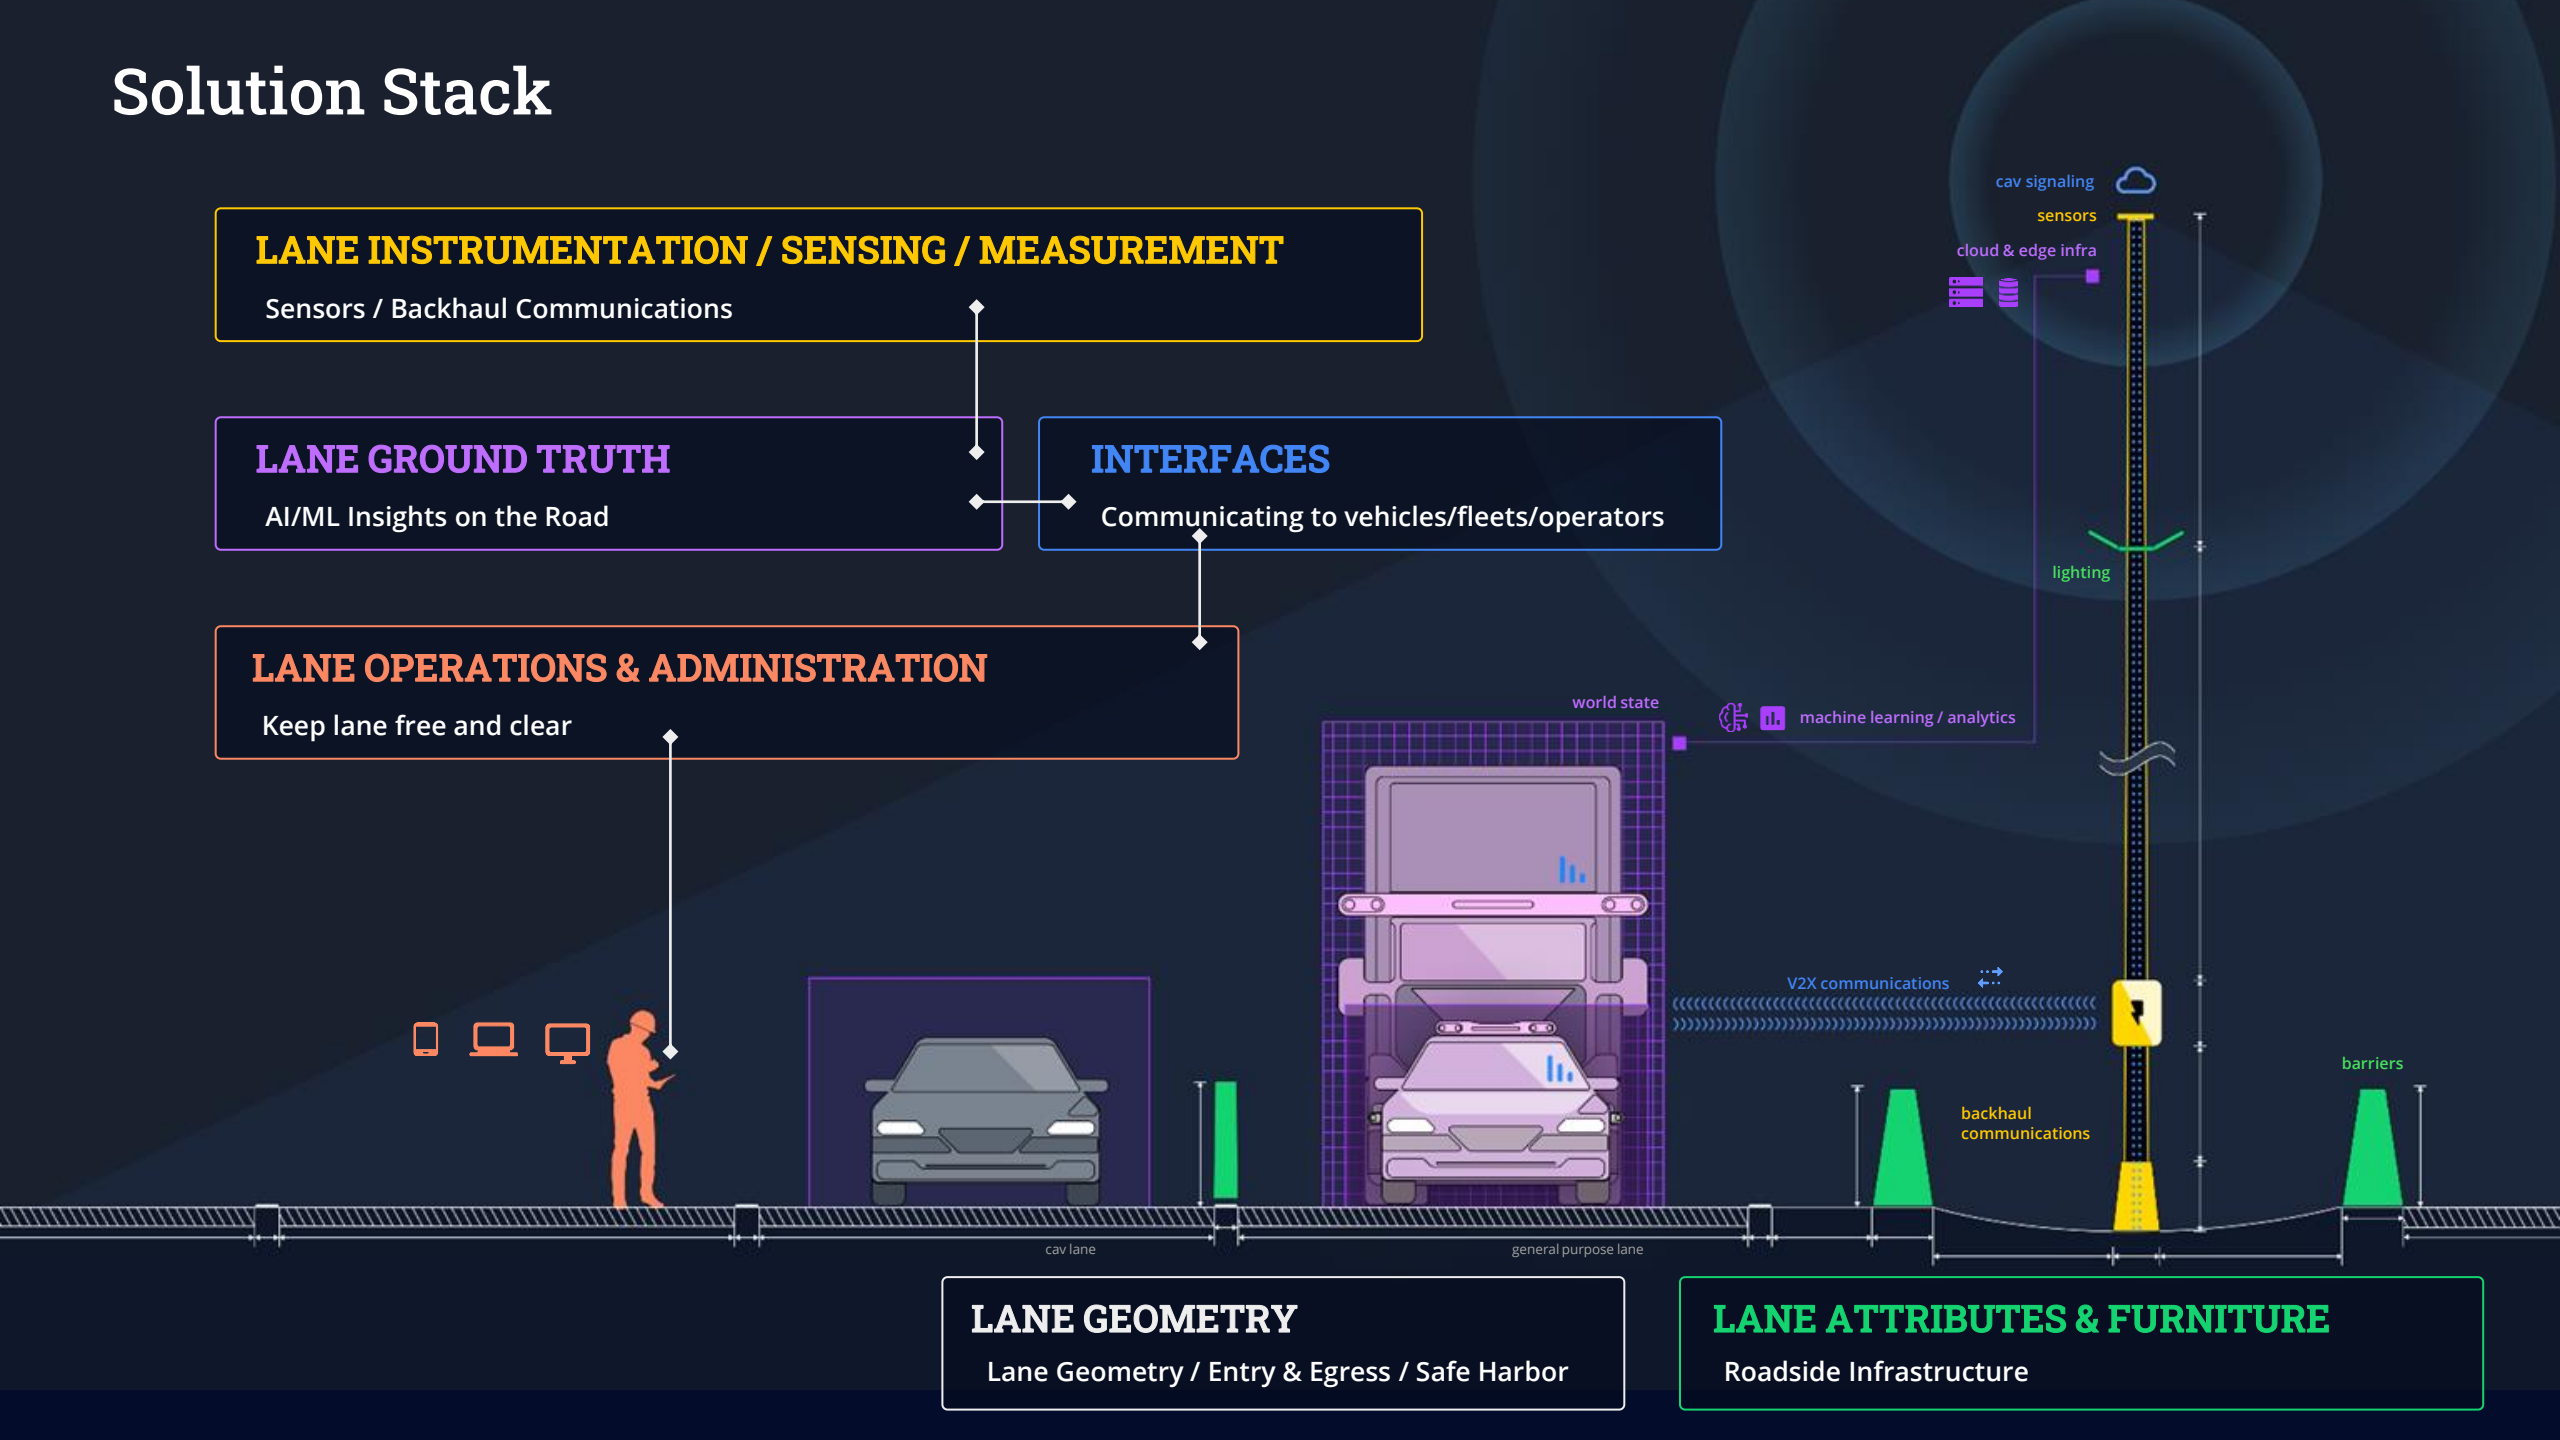 Solution Stack
LANE INSTRUMENTATION / SENSING / MEASUREMENT
Sensors / Backhaul Communications
LANE GROUND TRUTH
AI/ML Insights on the Road
INTERFACES
Communicating to vehicles/fleets/operators
LANE OPERATIONS & ADMINISTRATION
Keep lane free and clear
cav signaling
sensors
cloud & edge infra
lighting
world state
machine learning / analytics
V2X communications
barriers
backhaul
communications
cav lane
general purpose lane
LANE GEOMETRY
Lane Geometry / Entry & Egress / Safe Harbor
LANE ATTRIBUTES & FURNITURE
Roadside Infrastructure